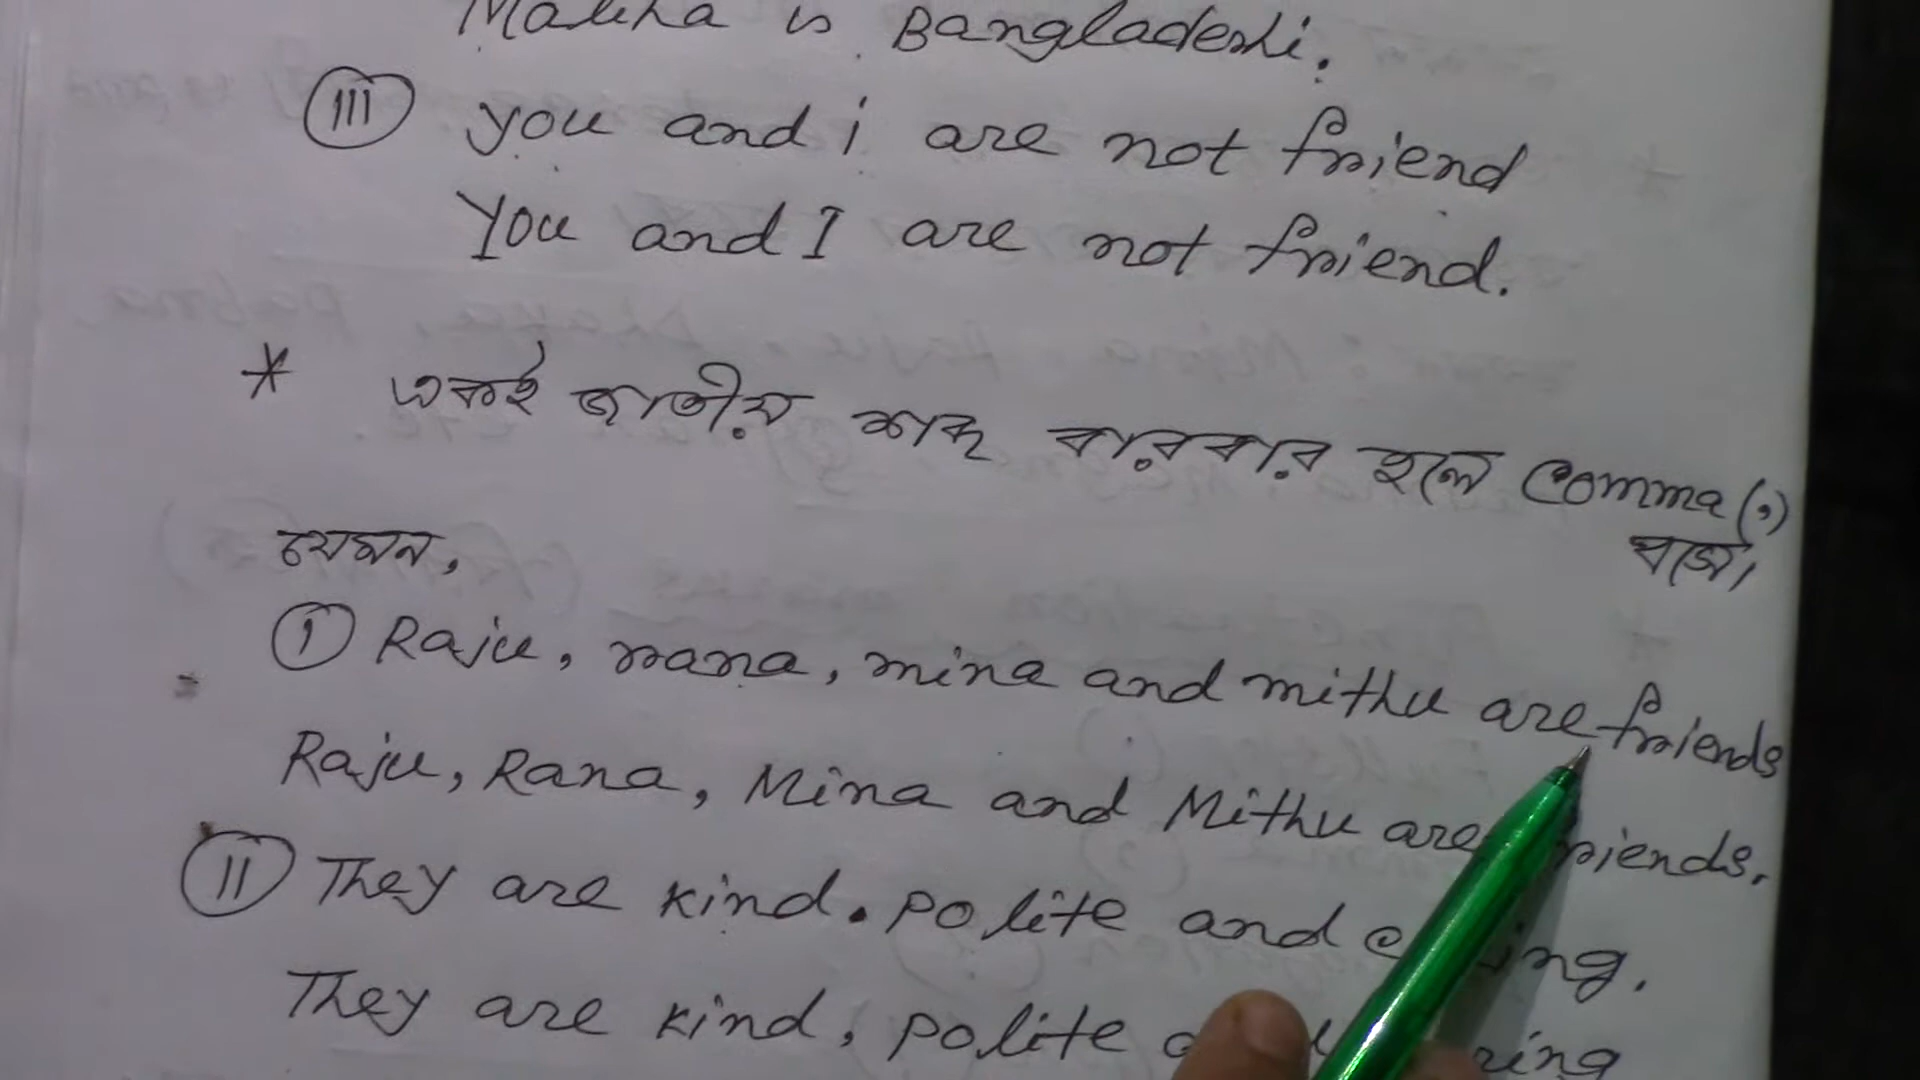 Maliha is Bangladeshi.
(III) you and i are not friend
You and I are not friend.
* একই জাতীয় শব্দ বারবার হলে Comma (,)
বসে।
যেমন,
(I) Raju, rana, mina and mithu are friends
Raju, Rana, Mina and Mithu are friends.
(II) They are kind. polite and ing.
They are kind, polite